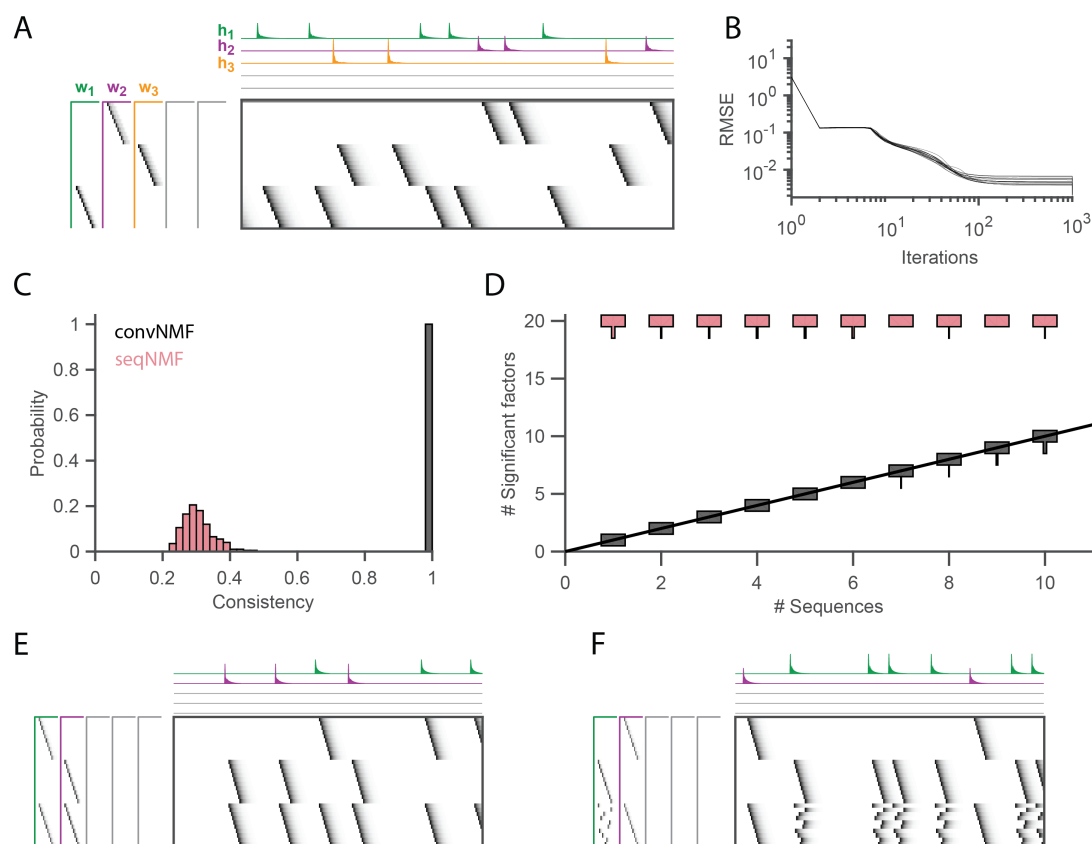 A
h1
h2
h3
w1 w2 w3
B
RMSE
10^1
10^0
10^-1
10^-2
10^0 10^1 10^2 10^3
Iterations
C
convNMF
seqNMF
Probability
1
0.8
0.6
0.4
0.2
0
0 0.2 0.4 0.6 0.8 1
Consistency
D
# Significant factors
20
15
10
5
0
0 2 4 6 8 10
# Sequences
E
F